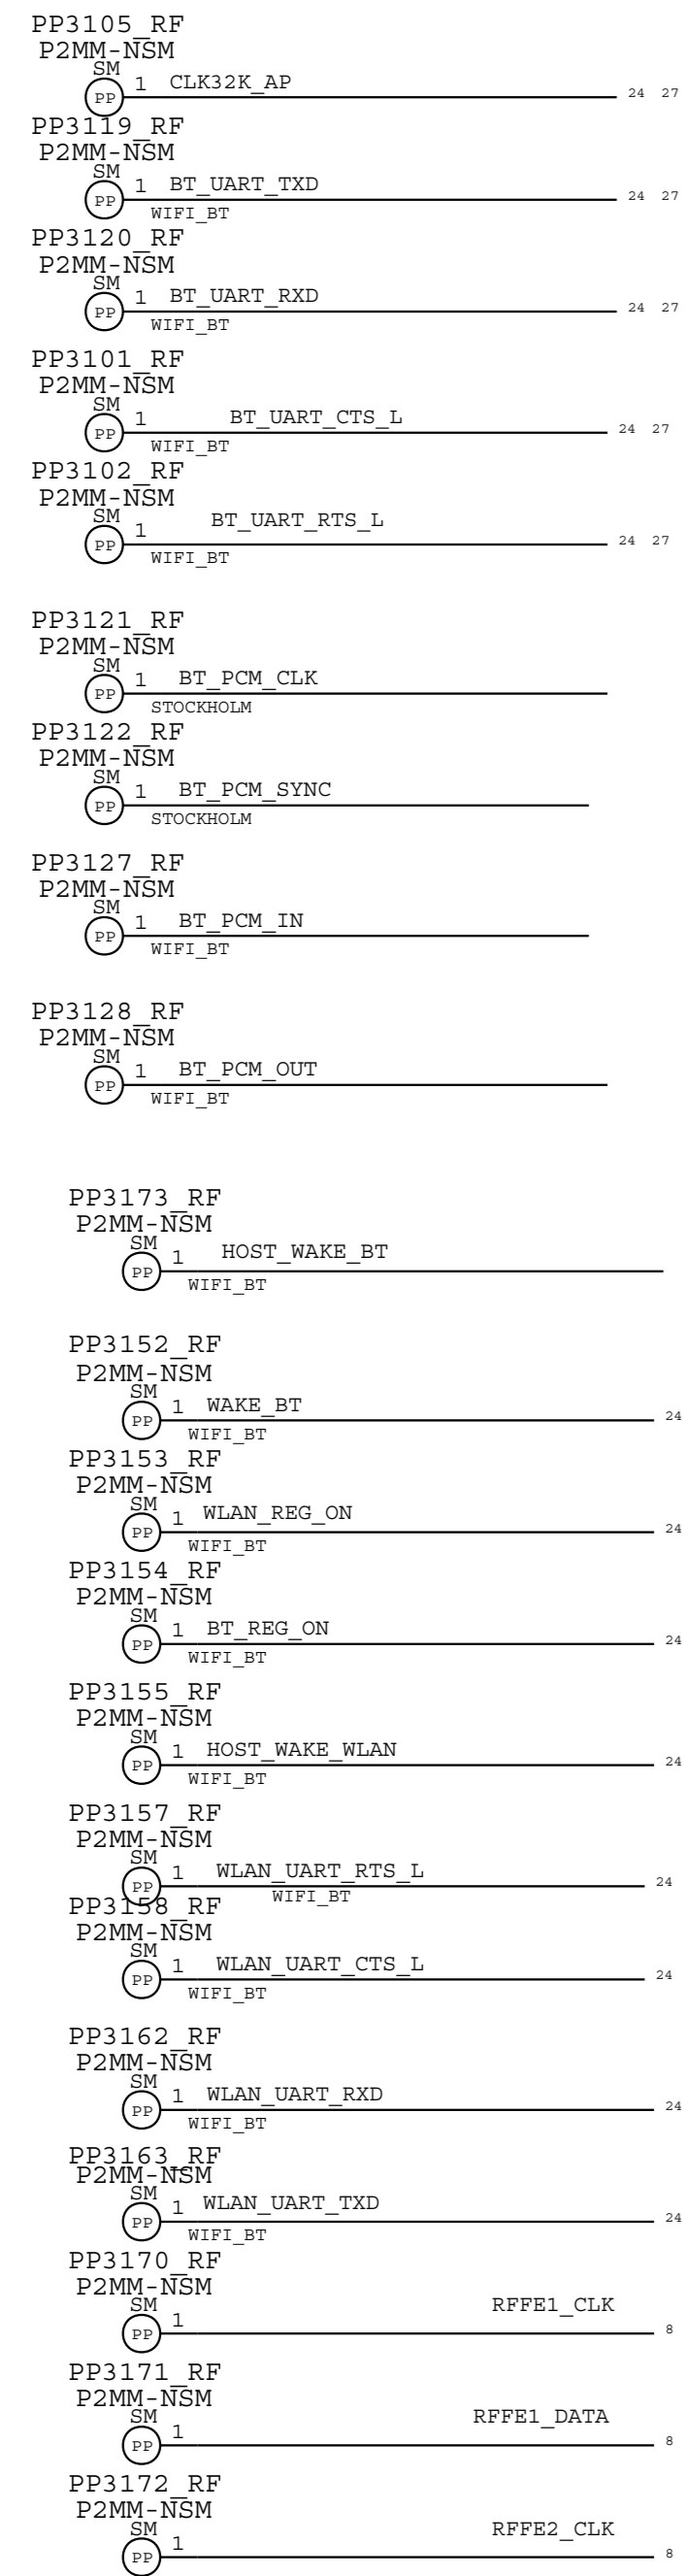 PP3105_RF
P2MM-NSM
SM
PP 1 CLK32K_AP 24 27
PP3119_RF
P2MM-NSM
SM
PP 1 BT_UART_TXD 24 27
WIFI_BT
PP3120_RF
P2MM-NSM
SM
PP 1 BT_UART_RXD 24 27
WIFI_BT
PP3101_RF
P2MM-NSM
SM
PP 1 BT_UART_CTS_L 24 27
WIFI_BT
PP3102_RF
P2MM-NSM
SM
PP 1 BT_UART_RTS_L 24 27
WIFI_BT
PP3121_RF
P2MM-NSM
SM
PP 1 BT_PCM_CLK
STOCKHOLM
PP3122_RF
P2MM-NSM
SM
PP 1 BT_PCM_SYNC
STOCKHOLM
PP3127_RF
P2MM-NSM
SM
PP 1 BT_PCM_IN
WIFI_BT
PP3128_RF
P2MM-NSM
SM
PP 1 BT_PCM_OUT
WIFI_BT
PP3173_RF
P2MM-NSM
SM
PP 1 HOST_WAKE_BT
WIFI_BT
PP3152_RF
P2MM-NSM
SM
PP 1 WAKE_BT 24
WIFI_BT
PP3153_RF
P2MM-NSM
SM
PP 1 WLAN_REG_ON 24
WIFI_BT
PP3154_RF
P2MM-NSM
SM
PP 1 BT_REG_ON 24
WIFI_BT
PP3155_RF
P2MM-NSM
SM
PP 1 HOST_WAKE_WLAN 24
WIFI_BT
PP3157_RF
P2MM-NSM
SM
PP 1 WLAN_UART_RTS_L 24
WIFI_BT
PP3158_RF
P2MM-NSM
SM
PP 1 WLAN_UART_CTS_L 24
WIFI_BT
PP3162_RF
P2MM-NSM
SM
PP 1 WLAN_UART_RXD 24
WIFI_BT
PP3163_RF
P2MM-NSM
SM
PP 1 WLAN_UART_TXD 24
WIFI_BT
PP3170_RF
P2MM-NSM
SM
PP 1 RFFE1_CLK 8
PP3171_RF
P2MM-NSM
SM
PP 1 RFFE1_DATA 8
PP3172_RF
P2MM-NSM
SM
PP 1 RFFE2_CLK 8